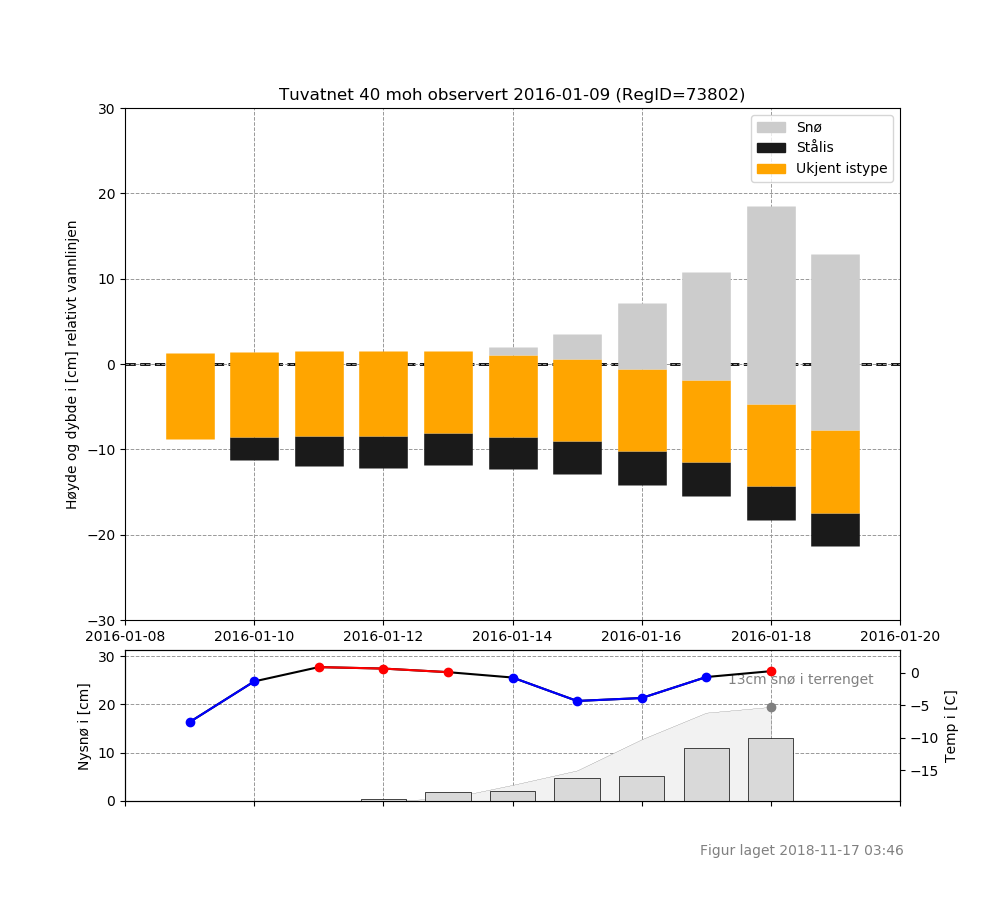 Tuvatnet 40 moh observert 2016-01-09 (RegID=73802)
Høyde og dybde i [cm] relativt vannlinjen
30
20
10
0
−10
−20
−30
Snø
Stålis
Ukjent istype
2016-01-08 2016-01-10 2016-01-12 2016-01-14 2016-01-16 2016-01-18 2016-01-20
Nysnø i [cm]
30
20
10
0
13cm snø i terrenget
0
−5
−10
−15
Temp i [C]
Figur laget 2018-11-17 03:46